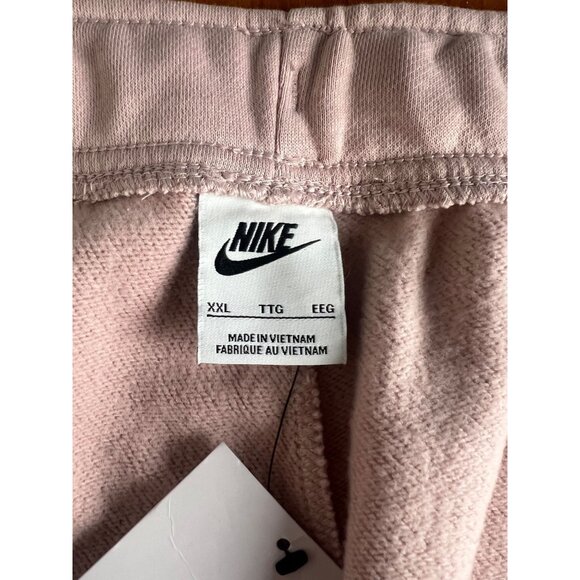 NIKE
XXL TTG EEG
MADE IN VIETNAM
FABRIQUE AU VIETNAM